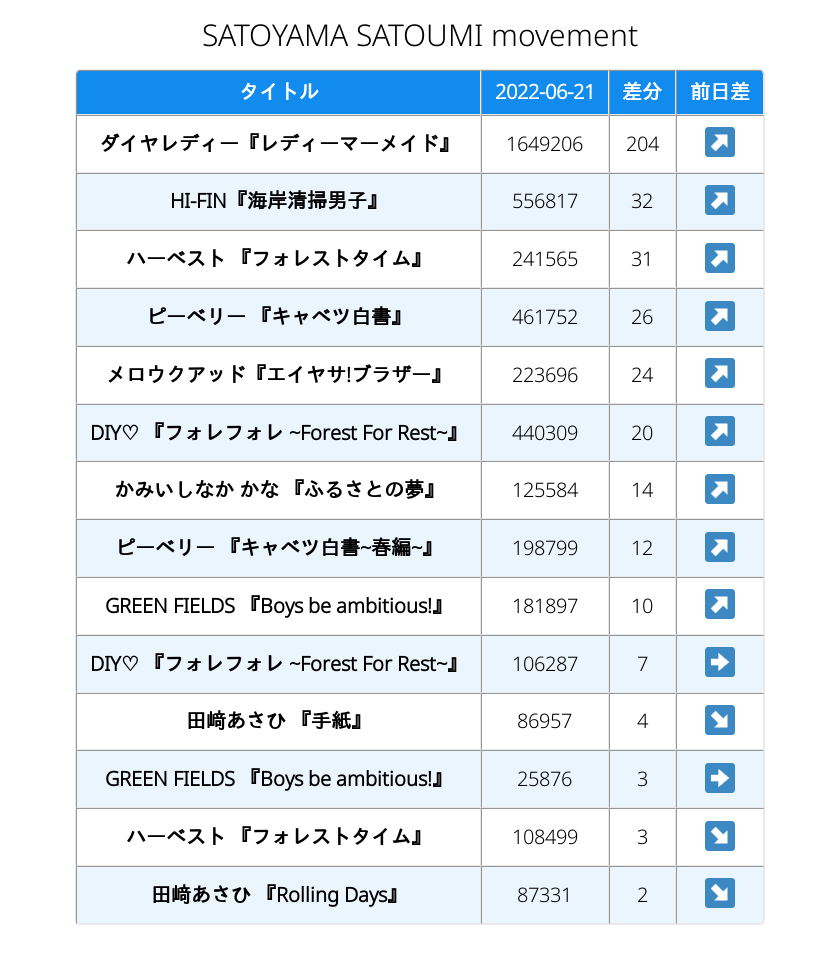 SATOYAMA SATOUMI movement
タイトル 2022-06-21 差分 前日差
ダイヤレディー『レディーマーメイド』 1649206 204 ↗
HI-FIN『海岸清掃男子』 556817 32 ↗
ハーベスト 『フォレストタイム』 241565 31 ↗
ピーベリー 『キャベツ白書』 461752 26 ↗
メロウクアッド『エイヤサ!ブラザー』 223696 24 ↗
DIY♡ 『フォレフォレ ~Forest For Rest~』 440309 20 ↗
かみいしなか かな 『ふるさとの夢』 125584 14 ↗
ピーベリー 『キャベツ白書~春編~』 198799 12 ↗
GREEN FIELDS 『Boys be ambitious!』 181897 10 ↗
DIY♡ 『フォレフォレ ~Forest For Rest~』 106287 7 ➡
田﨑あさひ 『手紙』 86957 4 ↘
GREEN FIELDS 『Boys be ambitious!』 25876 3 ➡
ハーベスト 『フォレストタイム』 108499 3 ↘
田﨑あさひ 『Rolling Days』 87331 2 ↘